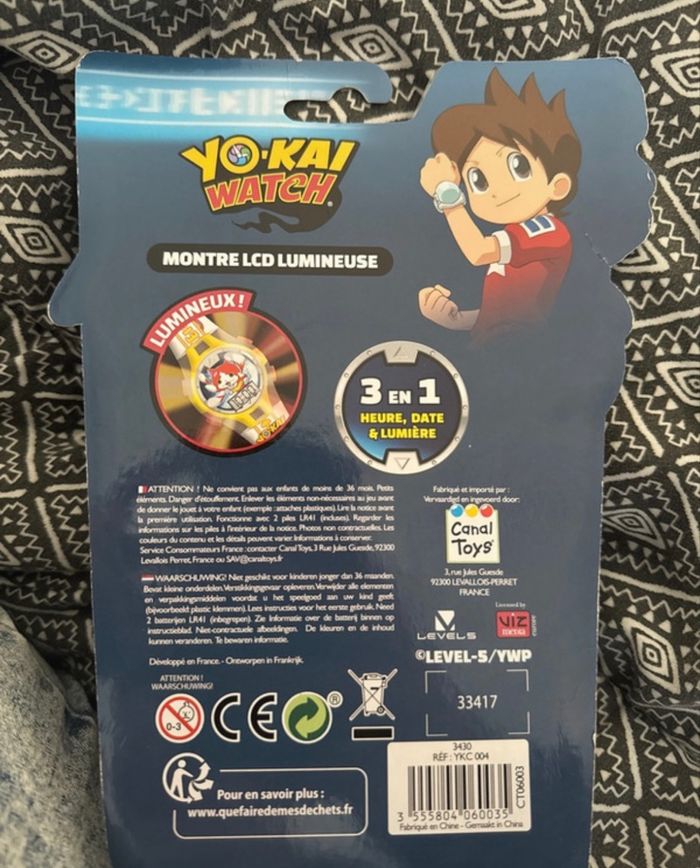 YO-KAI
WATCH
MONTRE LCD LUMINEUSE
LUMINEUX !
3 EN 1
HEURE, DATE
& LUMIÈRE
ATTENTION ! Ne convient pas aux enfants de moins de 36 mois. Petits
éléments. Danger d'étouffement. Enlever les éléments non-nécessaires au jeu avant
de donner le jouet à votre enfant (exemple : attaches plastiques). Lire la notice avant
la première utilisation. Fonctionne avec 2 piles LR41 (incluses). Regarder les
informations sur les piles à l'intérieur de la notice. Photos non contractuelles. Les
couleurs du contenu et les détails peuvent varier. Informations à conserver.
Service Consommateurs France : contacter Canal Toys, 3 Rue Jules Guesde, 92300
Levallois Perret, France ou SAV@canaltoys.fr
WAARSCHUWING! Niet geschikt voor kinderen jonger dan 36 maanden.
Bevat kleine onderdelen. Verstikkingsgevaar opleveren. Verwijder alle elementen
en verpakkingsmiddelen voordat u het speelgoed aan uw kind geeft
(bijvoorbeeld plastic klemmen). Lees instructies voor het eerste gebruik. Need
2 batterijen LR41 (inbegrepen). Zie Informatie over de batterij binnen op
instructieblad. Niet-contractuele afbeeldingen. De kleuren en de inhoud
kunnen veranderen. Te bewaren informatie.
Développé en France. - Ontworpen in Frankrijk.
Fabriqué et importé par :
Vervaardigd en ingevoerd door:
Canal
Toys
3, rue Jules Guesde
92300 LEVALLOIS-PERRET
FRANCE
LEVEL5
Licensed by
VIZ
media
europe
©LEVEL-5/YWP
ATTENTION !
WAARSCHUWING!
0-3
CE
33417
Pour en savoir plus :
www.quefairedemesdechets.fr
3430
RÉF : YKC 004
CT06003
3 555804 060035
Fabriqué en Chine - Gemaakt in China